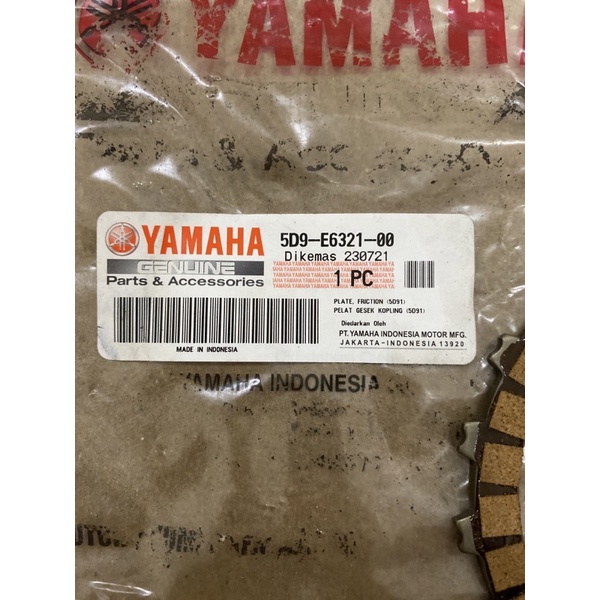 YAMAHA
YAMAHA
GENUINE
Parts & Accessories
5D9-E6321-00
Dikemas 230721
1 PC
PLATE, FRICTION (5D91)
PELAT GESEK KOPLING (5D91)
Diedarkan Oleh
PT.YAMAHA INDONESIA MOTOR MFG.
JAKARTA-INDONESIA 13920
MADE IN INDONESIA
YAMAHA INDONESIA